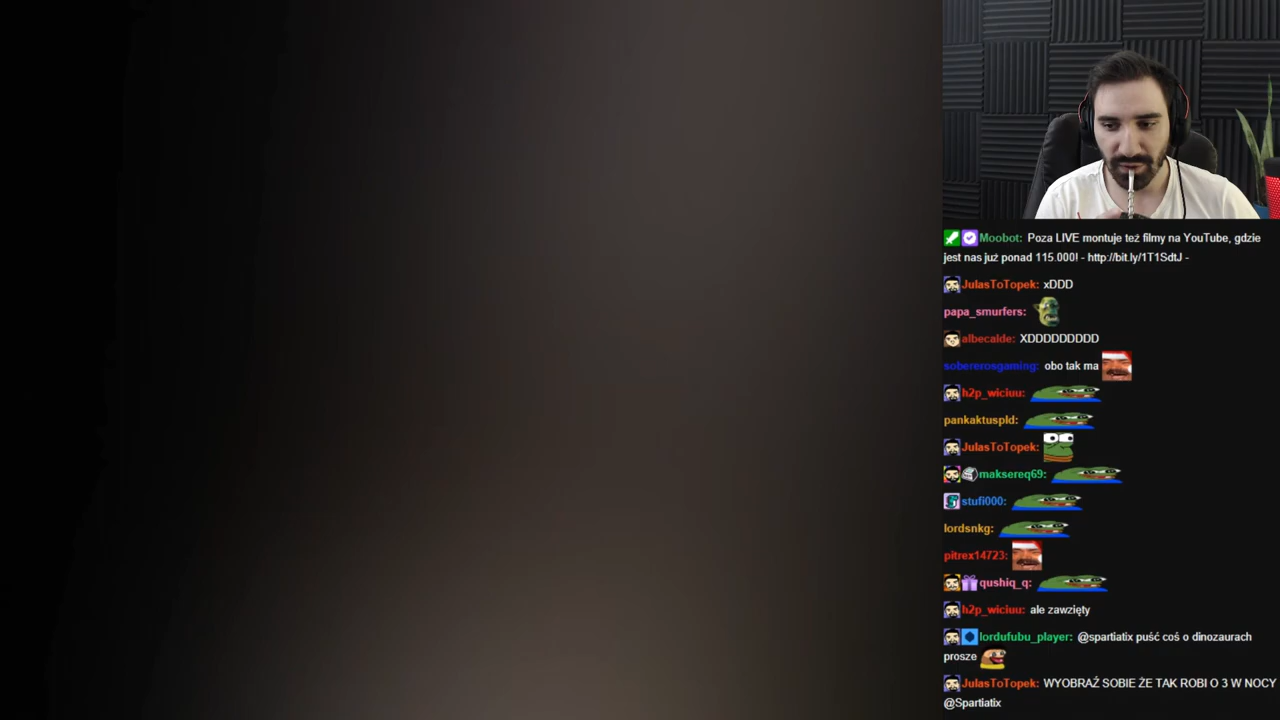 Moobot: Poza LIVE montuje też filmy na YouTube, gdzie
jest nas już ponad 115.000! - http://bit.ly/1T1SdtJ -
JulasToTopek: xDDD
papa_smurfers:
albecalde: XDDDDDDDDD
sobererosgaming: obo tak ma
h2p_wiciuu:
pankaktuspld:
JulasToTopek:
maksereq69:
stufi000:
lordsnkg:
pitrex14723:
qushiq_q:
h2p_wiciuu: ale zawzięty
lordufubu_player: @spartiatix puść coś o dinozaurach
prosze
JulasToTopek: WYOBRAŹ SOBIE ŻE TAK ROBI O 3 W NOCY
@Spartiatix